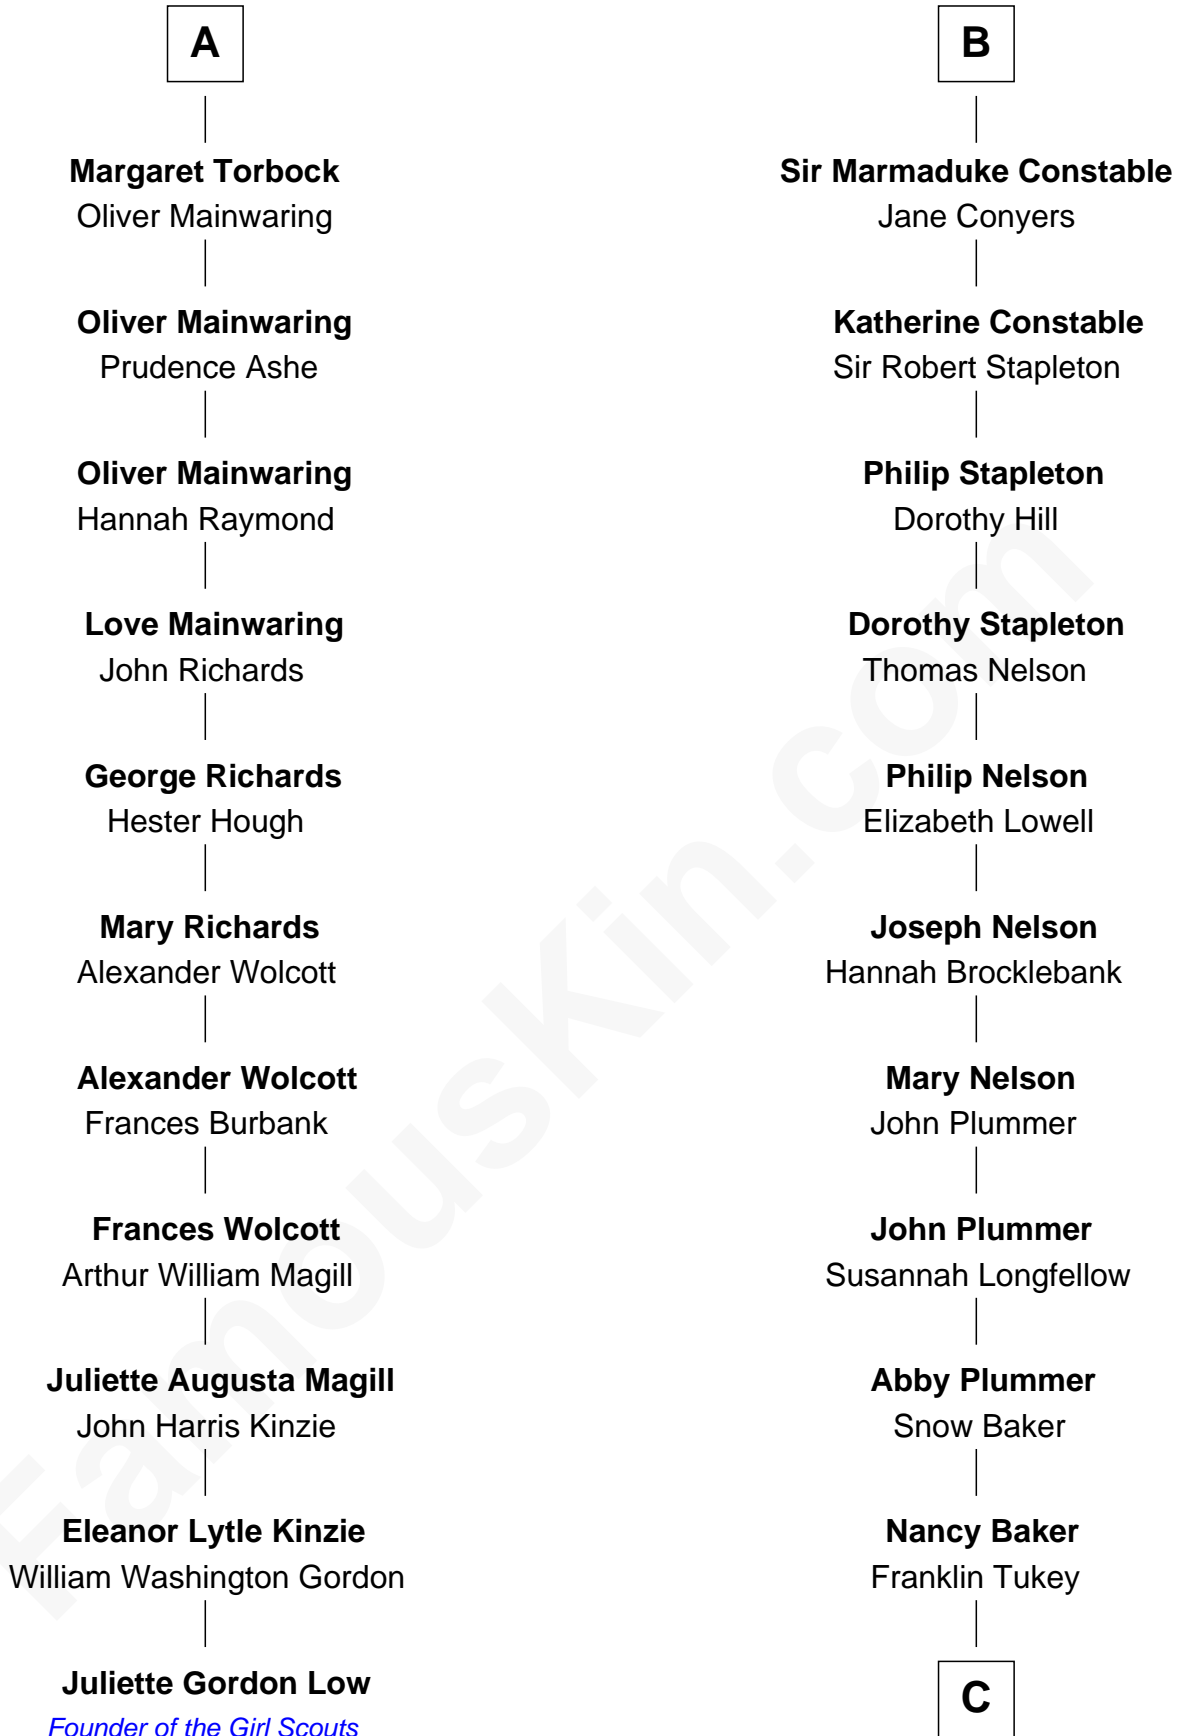 A
Margaret Torbock
Oliver Mainwaring
Oliver Mainwaring
Prudence Ashe
Oliver Mainwaring
Hannah Raymond
Love Mainwaring
John Richards
George Richards
Hester Hough
Mary Richards
Alexander Wolcott
Alexander Wolcott
Frances Burbank
Frances Wolcott
Arthur William Magill
Juliette Augusta Magill
John Harris Kinzie
Eleanor Lytle Kinzie
William Washington Gordon
Juliette Gordon Low
Founder of the Girl Scouts
B
Sir Marmaduke Constable
Jane Conyers
Katherine Constable
Sir Robert Stapleton
Philip Stapleton
Dorothy Hill
Dorothy Stapleton
Thomas Nelson
Philip Nelson
Elizabeth Lowell
Joseph Nelson
Hannah Brocklebank
Mary Nelson
John Plummer
John Plummer
Susannah Longfellow
Abby Plummer
Snow Baker
Nancy Baker
Franklin Tukey
C
FamousKin.com